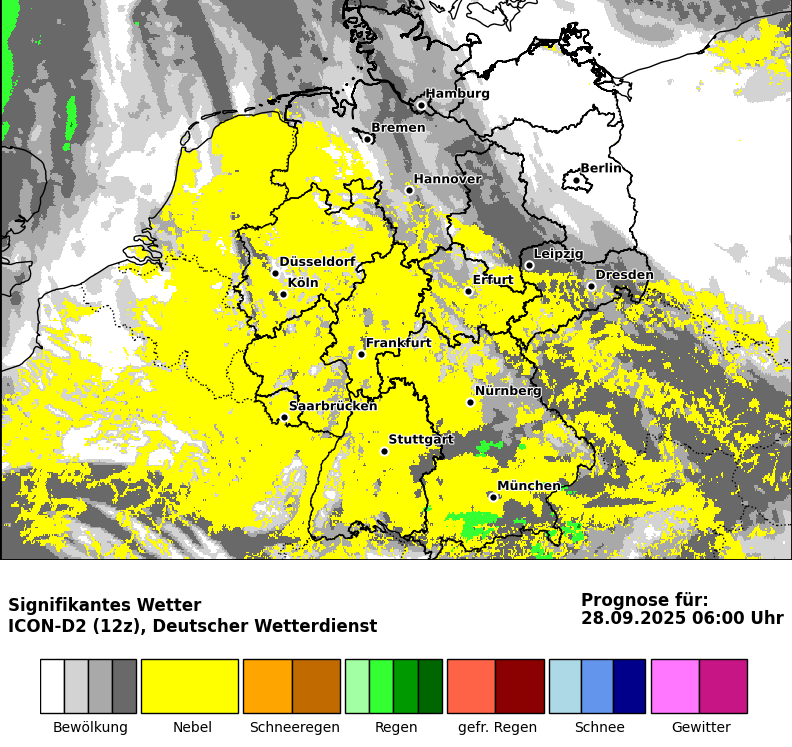 Hamburg
Bremen
Berlin
Hannover
Leipzig
Düsseldorf
Dresden
Köln
Erfurt
Frankfurt
Nürnberg
Saarbrücken
Stuttgart
München
Signifikantes Wetter
ICON-D2 (12z), Deutscher Wetterdienst
Prognose für:
28.09.2025 06:00 Uhr
Bewölkung
Nebel
Schneeregen
Regen
gefr. Regen
Schnee
Gewitter